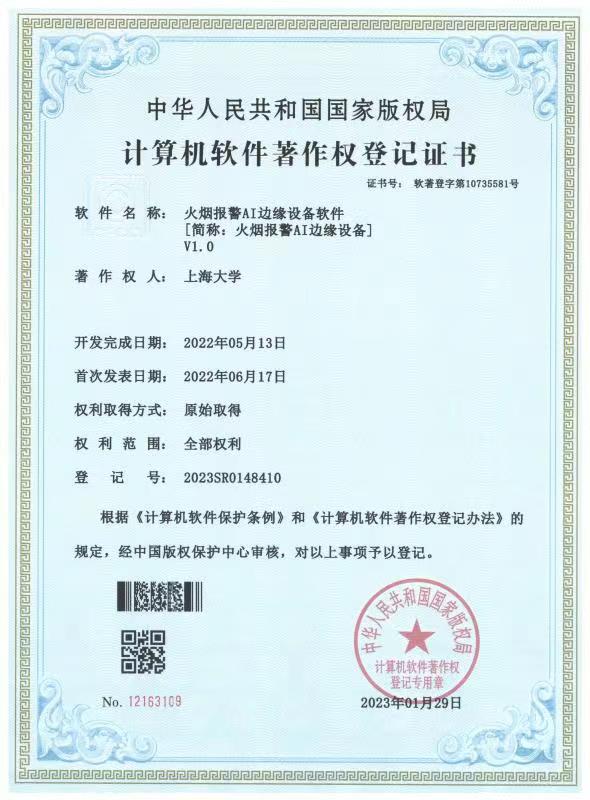 中华人民共和国国家版权局
计算机软件著作权登记证书
证书号: 软著登字第10735581号
软件名称: 火烟报警AI边缘设备软件
[简称: 火烟报警AI边缘设备]
V1.0
著作权人: 上海大学
开发完成日期: 2022年05月13日
首次发表日期: 2022年06月17日
权利取得方式: 原始取得
权利范围: 全部权利
登记号: 2023SR0148410
根据《计算机软件保护条例》和《计算机软件著作权登记办法》的
规定,经中国版权保护中心审核,对以上事项予以登记。
中华人民共和国国家版权局
计算机软件著作权
登记专用章
No. 12163109
2023年01月29日